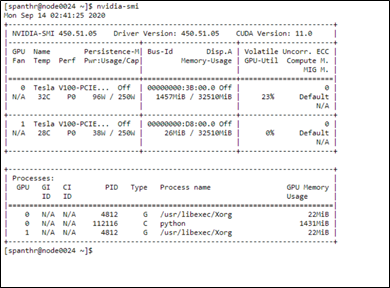 [spanthr@node0024 ~]$ nvidia-smi
Mon Sep 14 02:41:25 2020
+-----------------------------------------------------------------------------+
| NVIDIA-SMI 450.51.05    Driver Version: 450.51.05    CUDA Version: 11.0     |
|-------------------------------+----------------------+----------------------+
| GPU  Name        Persistence-M| Bus-Id        Disp.A | Volatile Uncorr. ECC |
| Fan  Temp  Perf  Pwr:Usage/Cap|         Memory-Usage | GPU-Util  Compute M. |
|                               |                      |               MIG M. |
|===============================+======================+======================|
|   0  Tesla V100-PCIE...  Off  | 00000000:3B:00.0 Off |                    0 |
| N/A   32C    P0    96W / 250W |   1457MiB / 32510MiB |     23%      Default |
|                               |                      |                  N/A |
+-------------------------------+----------------------+----------------------+
|   1  Tesla V100-PCIE...  Off  | 00000000:D8:00.0 Off |                    0 |
| N/A   28C    P0    38W / 250W |     26MiB / 32510MiB |      0%      Default |
|                               |                      |                  N/A |
+-------------------------------+----------------------+----------------------+
+-----------------------------------------------------------------------------+
| Processes:                                                                  |
|  GPU   GI   CI        PID   Type   Process name                  GPU Memory |
|        ID   ID                                                   Usage      |
|=============================================================================|
|    0   N/A  N/A      4812      G   /usr/libexec/Xorg                  22MiB |
|    0   N/A  N/A    112116      C   python                           1431MiB |
|    1   N/A  N/A      4812      G   /usr/libexec/Xorg                  22MiB |
+-----------------------------------------------------------------------------+
[spanthr@node0024 ~]$